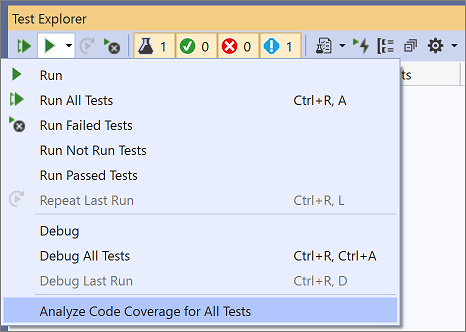 Test Explorer
1 0 0 1
ts
Run
Run All Tests Ctrl+R, A
Run Failed Tests
Run Not Run Tests
Run Passed Tests
Repeat Last Run Ctrl+R, L
Debug
Debug All Tests Ctrl+R, Ctrl+A
Debug Last Run Ctrl+R, D
Analyze Code Coverage for All Tests